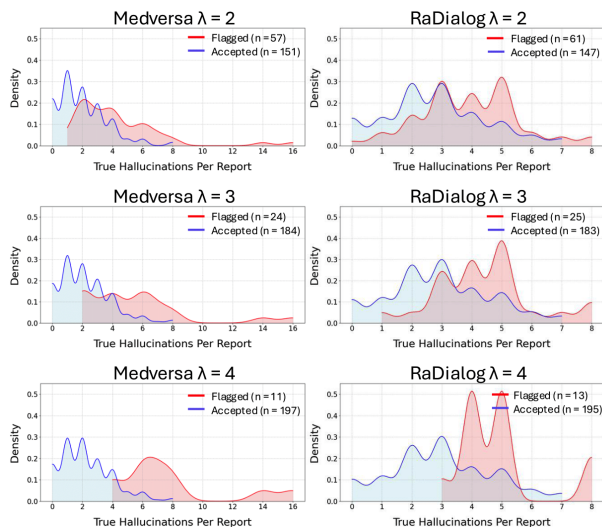 Medversa λ = 2
Flagged (n = 57)
Accepted (n = 151)
Density
0.5
0.4
0.3
0.2
0.1
0.0
0 2 4 6 8 10 12 14 16
True Hallucinations Per Report
RaDialog λ = 2
Flagged (n = 61)
Accepted (n = 147)
Density
0.5
0.4
0.3
0.2
0.1
0.0
0 1 2 3 4 5 6 7 8
True Hallucinations Per Report
Medversa λ = 3
Flagged (n = 24)
Accepted (n = 184)
Density
0.5
0.4
0.3
0.2
0.1
0.0
0 2 4 6 8 10 12 14 16
True Hallucinations Per Report
RaDialog λ = 3
Flagged (n = 25)
Accepted (n = 183)
Density
0.5
0.4
0.3
0.2
0.1
0.0
0 1 2 3 4 5 6 7 8
True Hallucinations Per Report
Medversa λ = 4
Flagged (n = 11)
Accepted (n = 197)
Density
0.5
0.4
0.3
0.2
0.1
0.0
0 2 4 6 8 10 12 14 16
True Hallucinations Per Report
RaDialog λ = 4
Flagged (n = 13)
Accepted (n = 195)
Density
0.5
0.4
0.3
0.2
0.1
0.0
0 1 2 3 4 5 6 7 8
True Hallucinations Per Report